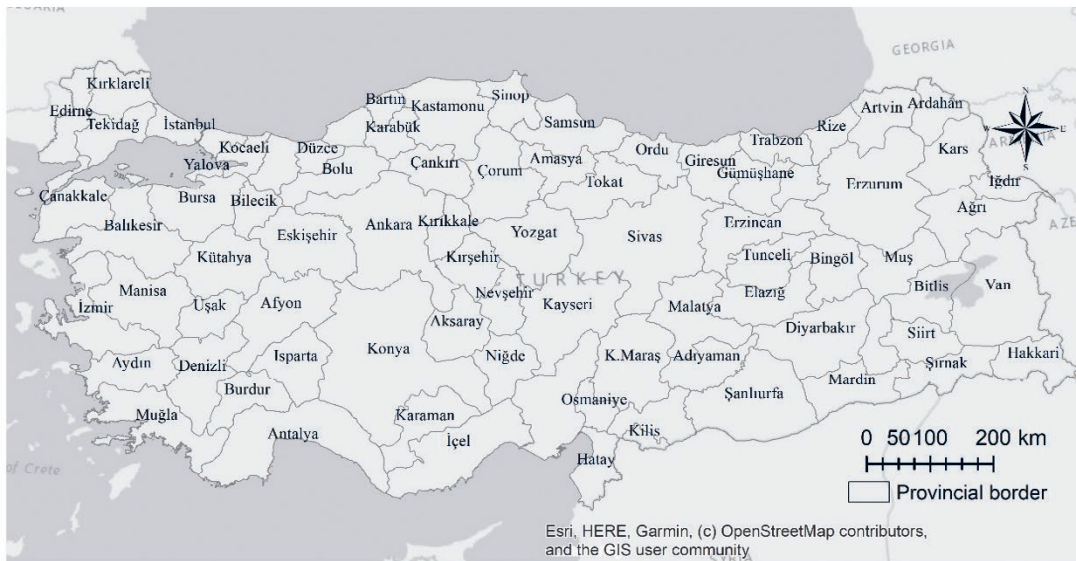 GEORGIA
Kırklareli
Edirne
Tekidağ
İstanbul
Kocaeli
Yalova
Düzce
Bartın
Kastamonu
Karabük
Sinop
Samsun
Bolu
Çankırı
Çorum
Amasya
Tokat
Ordu
Giresun
Gümüşhane
Trabzon
Rize
Artvin
Ardahan
Kars
Iğdır
Erzurum
Ağrı
Çanakkale
Balıkesir
Bursa
Bilecik
Eskişehir
Kütahya
Ankara
Kırıkkale
Yozgat
Sivas
Erzincan
Tunceli
Bingöl
Muş
Bitlis
Van
Kırşehir
Nevşehir
TURKEY
Kayseri
Malatya
Elazığ
Diyarbakır
Siirt
Şırnak
Hakkari
İzmir
Manisa
Uşak
Afyon
Konya
Aksaray
Niğde
K.Maraş
Adıyaman
Şanlıurfa
Mardin
Aydın
Denizli
Isparta
Burdur
Muğla
Antalya
Karaman
İçel
Osmaniye
Kilis
Hatay
of Crete
N
W
E
S
0 50 100 200 km
Provincial border
Esri, HERE, Garmin, (c) OpenStreetMap contributors,
and the GIS user community